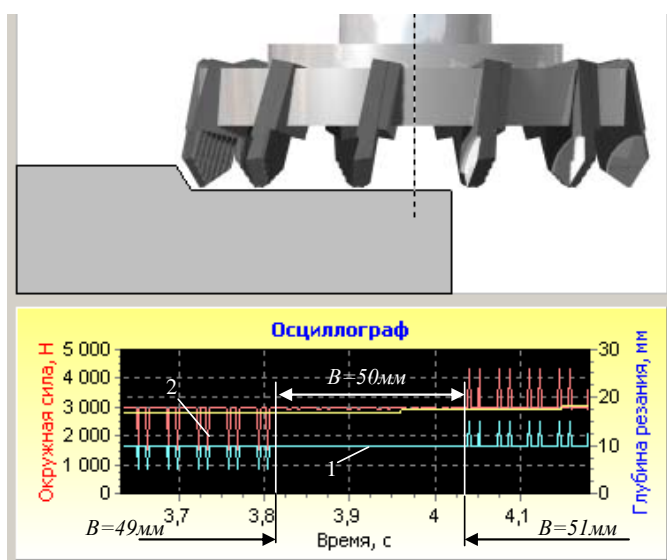 Осциллограф
Окружная сила, Н
5 000
4 000
3 000
2 000
1 000
0
2
B=50мм
1
30
20
10
0
Глубина резания, мм
3,7
3,8
3,9
4
4,1
B=49мм
B=51мм
Время, с